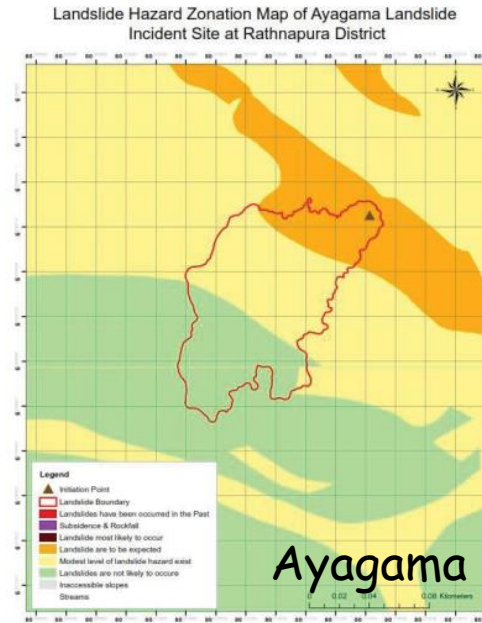 Landslide Hazard Zonation Map of Ayagama Landslide
Incident Site at Rathnapura District
Legend
Initiation Point
Landslide Boundary
Landslides have been occurred in the Past
Subsidence & Rockfall
Landslide most likely to occur
Landslide are to be expected
Modest level of landslide hazard exist
Landslides are not likely to occure
Inaccessible slopes
Streams
Ayagama
0 0.02 0.04 0.08 Kilometers